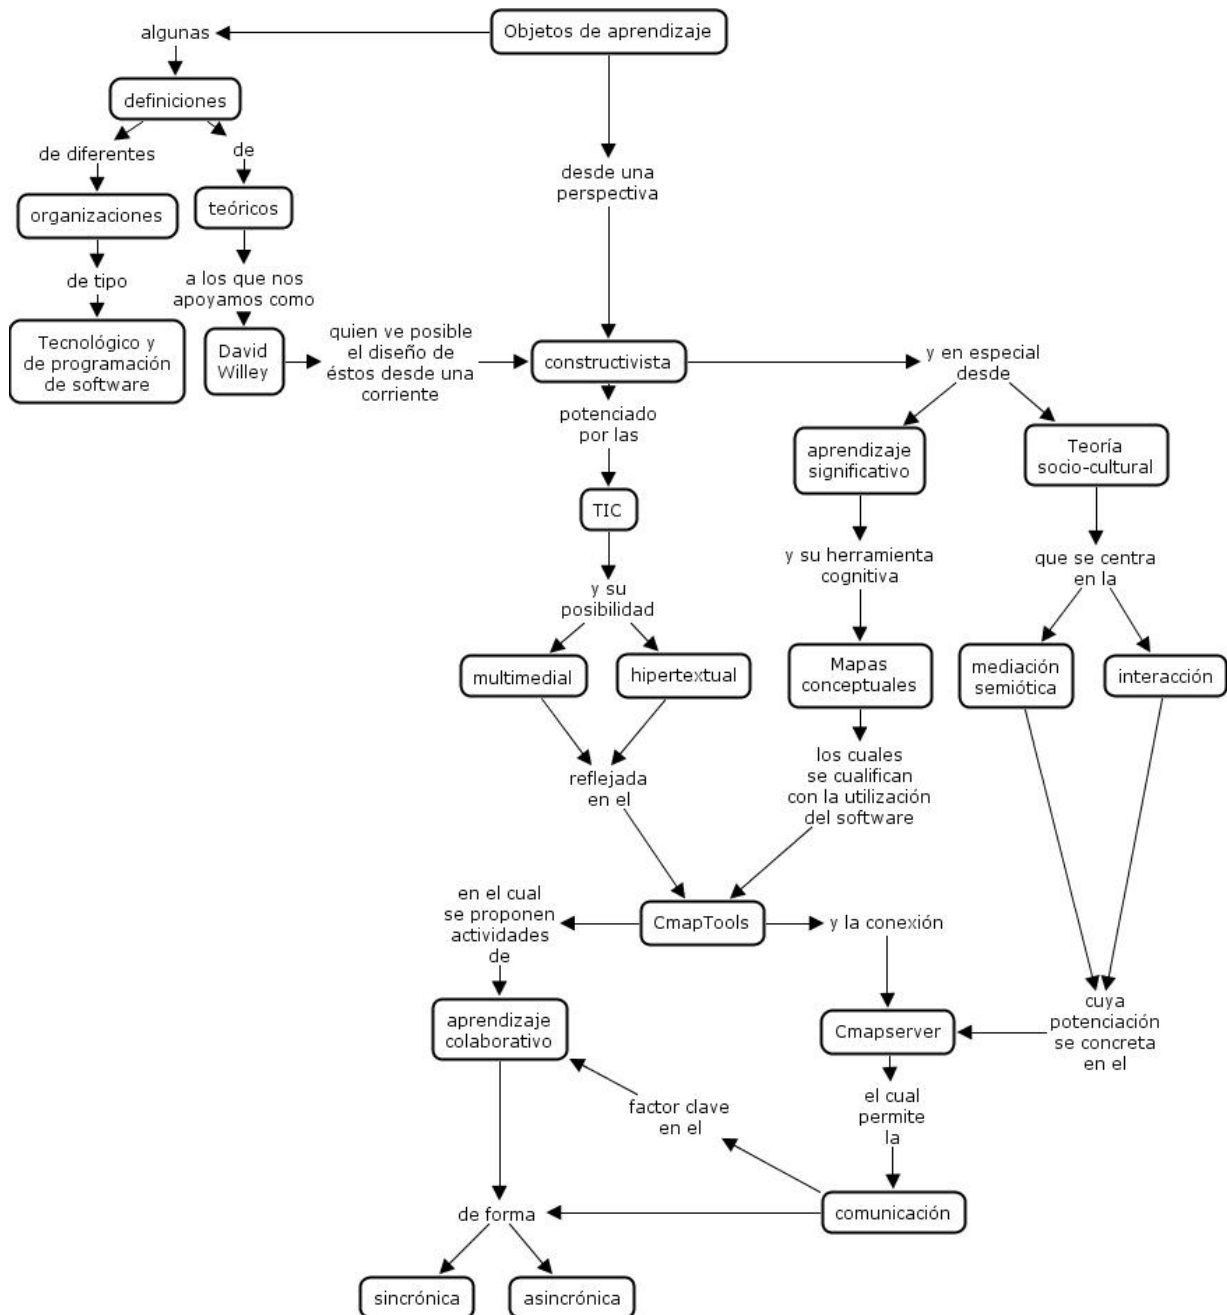 Objetos de aprendizaje
algunas
definiciones
de diferentes
de
organizaciones
teóricos
de tipo
a los que nos
apoyamos como
Tecnológico y
de programación
de software
David
Willey
quien ve posible
el diseño de
éstos desde una
corriente
desde una
perspectiva
constructivista
y en especial
desde
potenciado
por las
TIC
y su
posibilidad
multimedial
hipertextual
reflejada
en el
aprendizaje
significativo
y su herramienta
cognitiva
Mapas
conceptuales
los cuales
se cualifican
con la utilización
del software
Teoría
socio-cultural
que se centra
en la
mediación
semiótica
interacción
cuya
potenciación
se concreta
en el
CmapTools
en el cual
se proponen
actividades
de
y la conexión
aprendizaje
colaborativo
Cmapserver
el cual
permite
la
factor clave
en el
comunicación
de forma
sincrónica
asincrónica